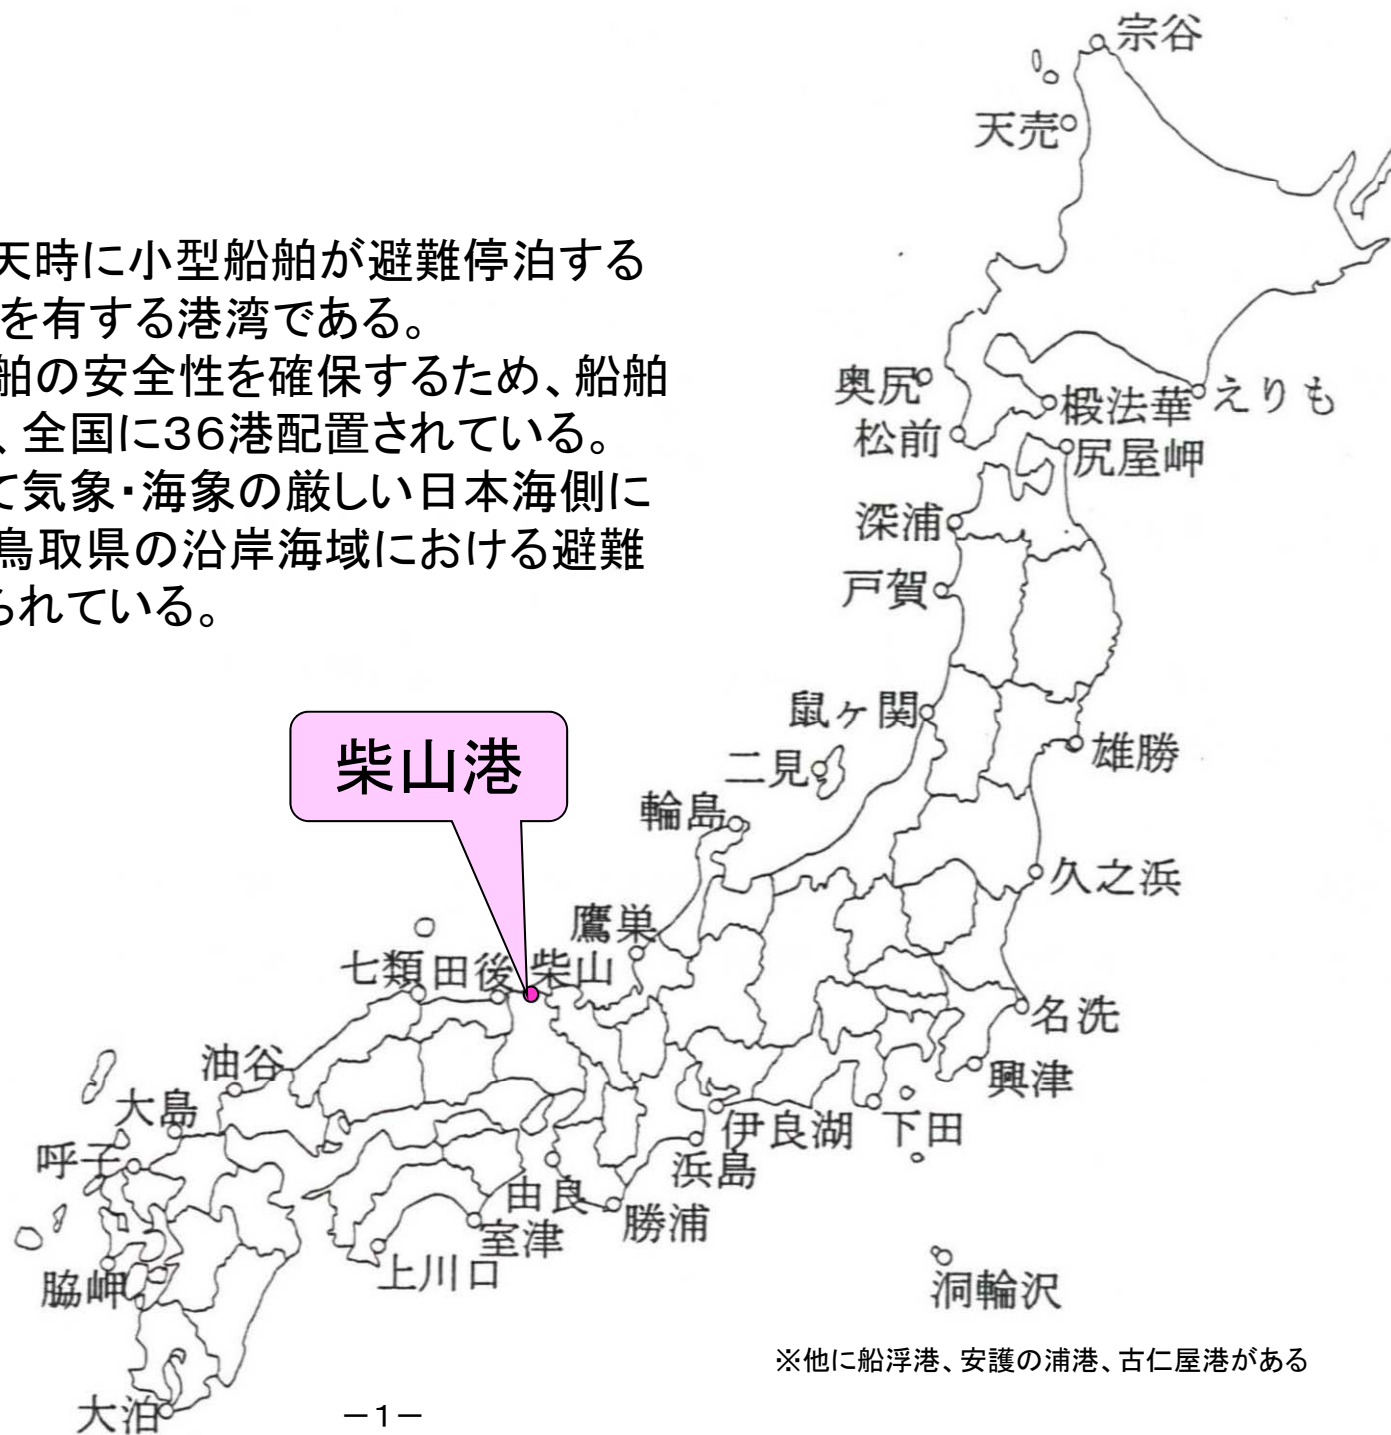 天時に小型船舶が避難停泊する
を有する港湾である。
舶の安全性を確保するため、船舶
、全国に36港配置されている。
て気象・海象の厳しい日本海側に
鳥取県の沿岸海域における避難
られている。
宗谷
天売
奥尻
椴法華
えりも
松前
尻屋岬
深浦
戸賀
鼠ヶ関
雄勝
二見
柴山港
輪島
久之浜
鷹巣
七類
田後
柴山
名洗
油谷
興津
大島
伊良湖
下田
呼子
浜島
由良
勝浦
室津
上川口
脇岬
洞輪沢
※他に船浮港、安護の浦港、古仁屋港がある
大泊
－1－